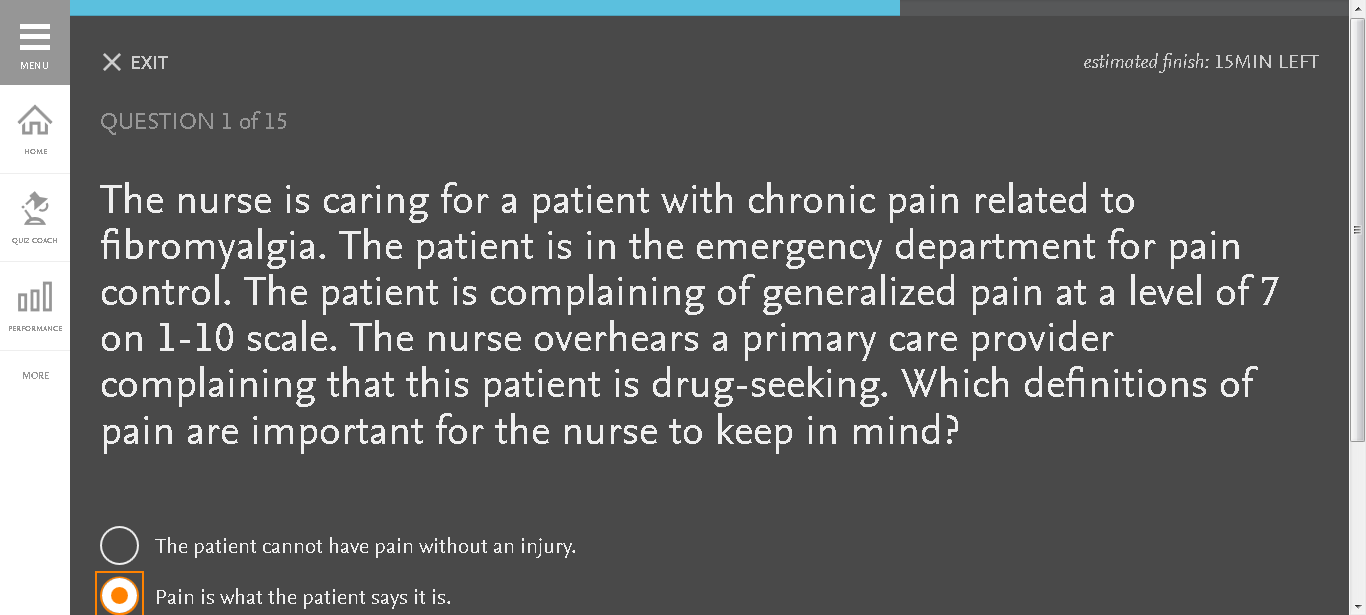 MENU
HOME
QUIZ COACH
PERFORMANCE
MORE
EXIT
estimated finish: 15MIN LEFT
QUESTION 1 of 15
The nurse is caring for a patient with chronic pain related to
fibromyalgia. The patient is in the emergency department for pain
control. The patient is complaining of generalized pain at a level of 7
on 1-10 scale. The nurse overhears a primary care provider
complaining that this patient is drug-seeking. Which definitions of
pain are important for the nurse to keep in mind?
The patient cannot have pain without an injury.
Pain is what the patient says it is.